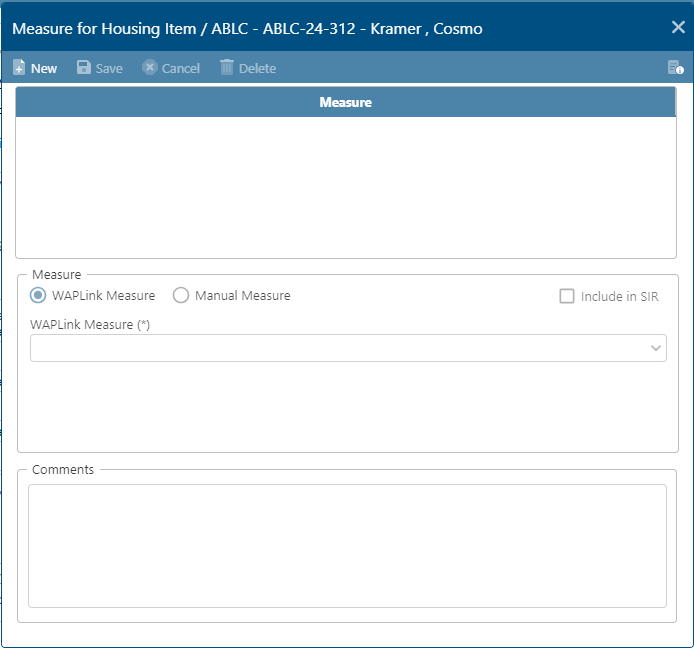 Measure for Housing Item / ABLC - ABLC-24-312 - Kramer , Cosmo
New Save Cancel Delete
Measure
Measure
WAPLink Measure Manual Measure Include in SIR
WAPLink Measure (*)
Comments